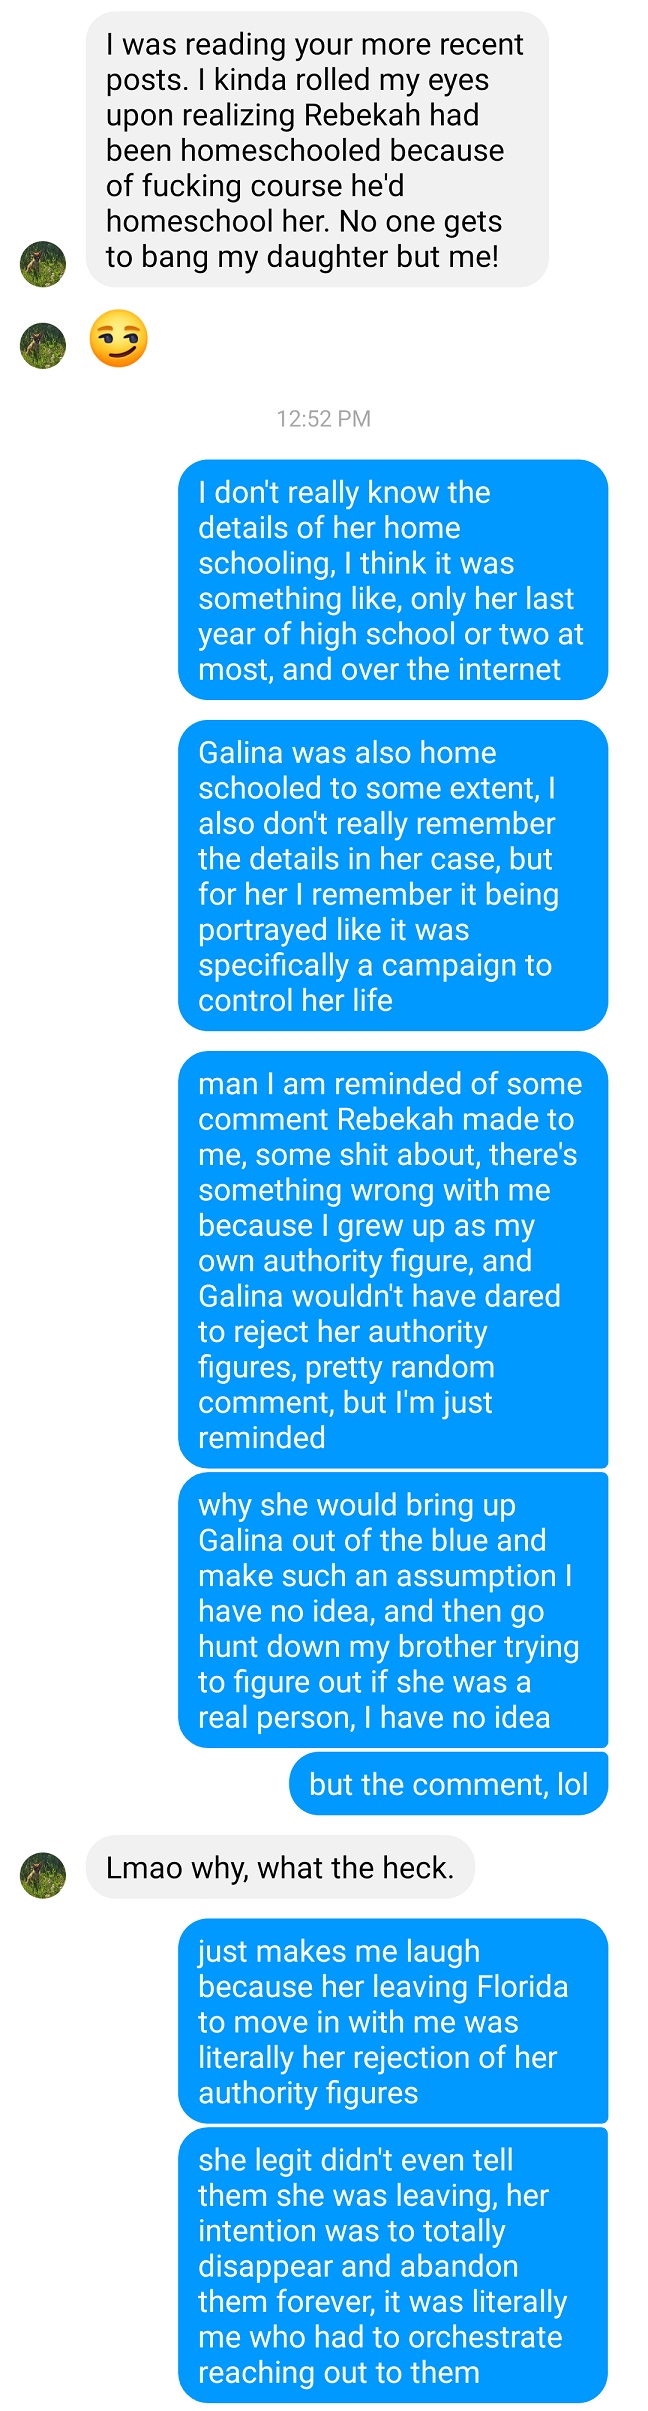 I was reading your more recent
posts. I kinda rolled my eyes
upon realizing Rebekah had
been homeschooled because
of fucking course he'd
homeschool her. No one gets
to bang my daughter but me!
12:52 PM
I don't really know the
details of her home
schooling, I think it was
something like, only her last
year of high school or two at
most, and over the internet
Galina was also home
schooled to some extent, I
also don't really remember
the details in her case, but
for her I remember it being
portrayed like it was
specifically a campaign to
control her life
man I am reminded of some
comment Rebekah made to
me, some shit about, there's
something wrong with me
because I grew up as my
own authority figure, and
Galina wouldn't have dared
to reject her authority
figures, pretty random
comment, but I'm just
reminded
why she would bring up
Galina out of the blue and
make such an assumption I
have no idea, and then go
hunt down my brother trying
to figure out if she was a
real person, I have no idea
but the comment, lol
Lmao why, what the heck.
just makes me laugh
because her leaving Florida
to move in with me was
literally her rejection of her
authority figures
she legit didn't even tell
them she was leaving, her
intention was to totally
disappear and abandon
them forever, it was literally
me who had to orchestrate
reaching out to them